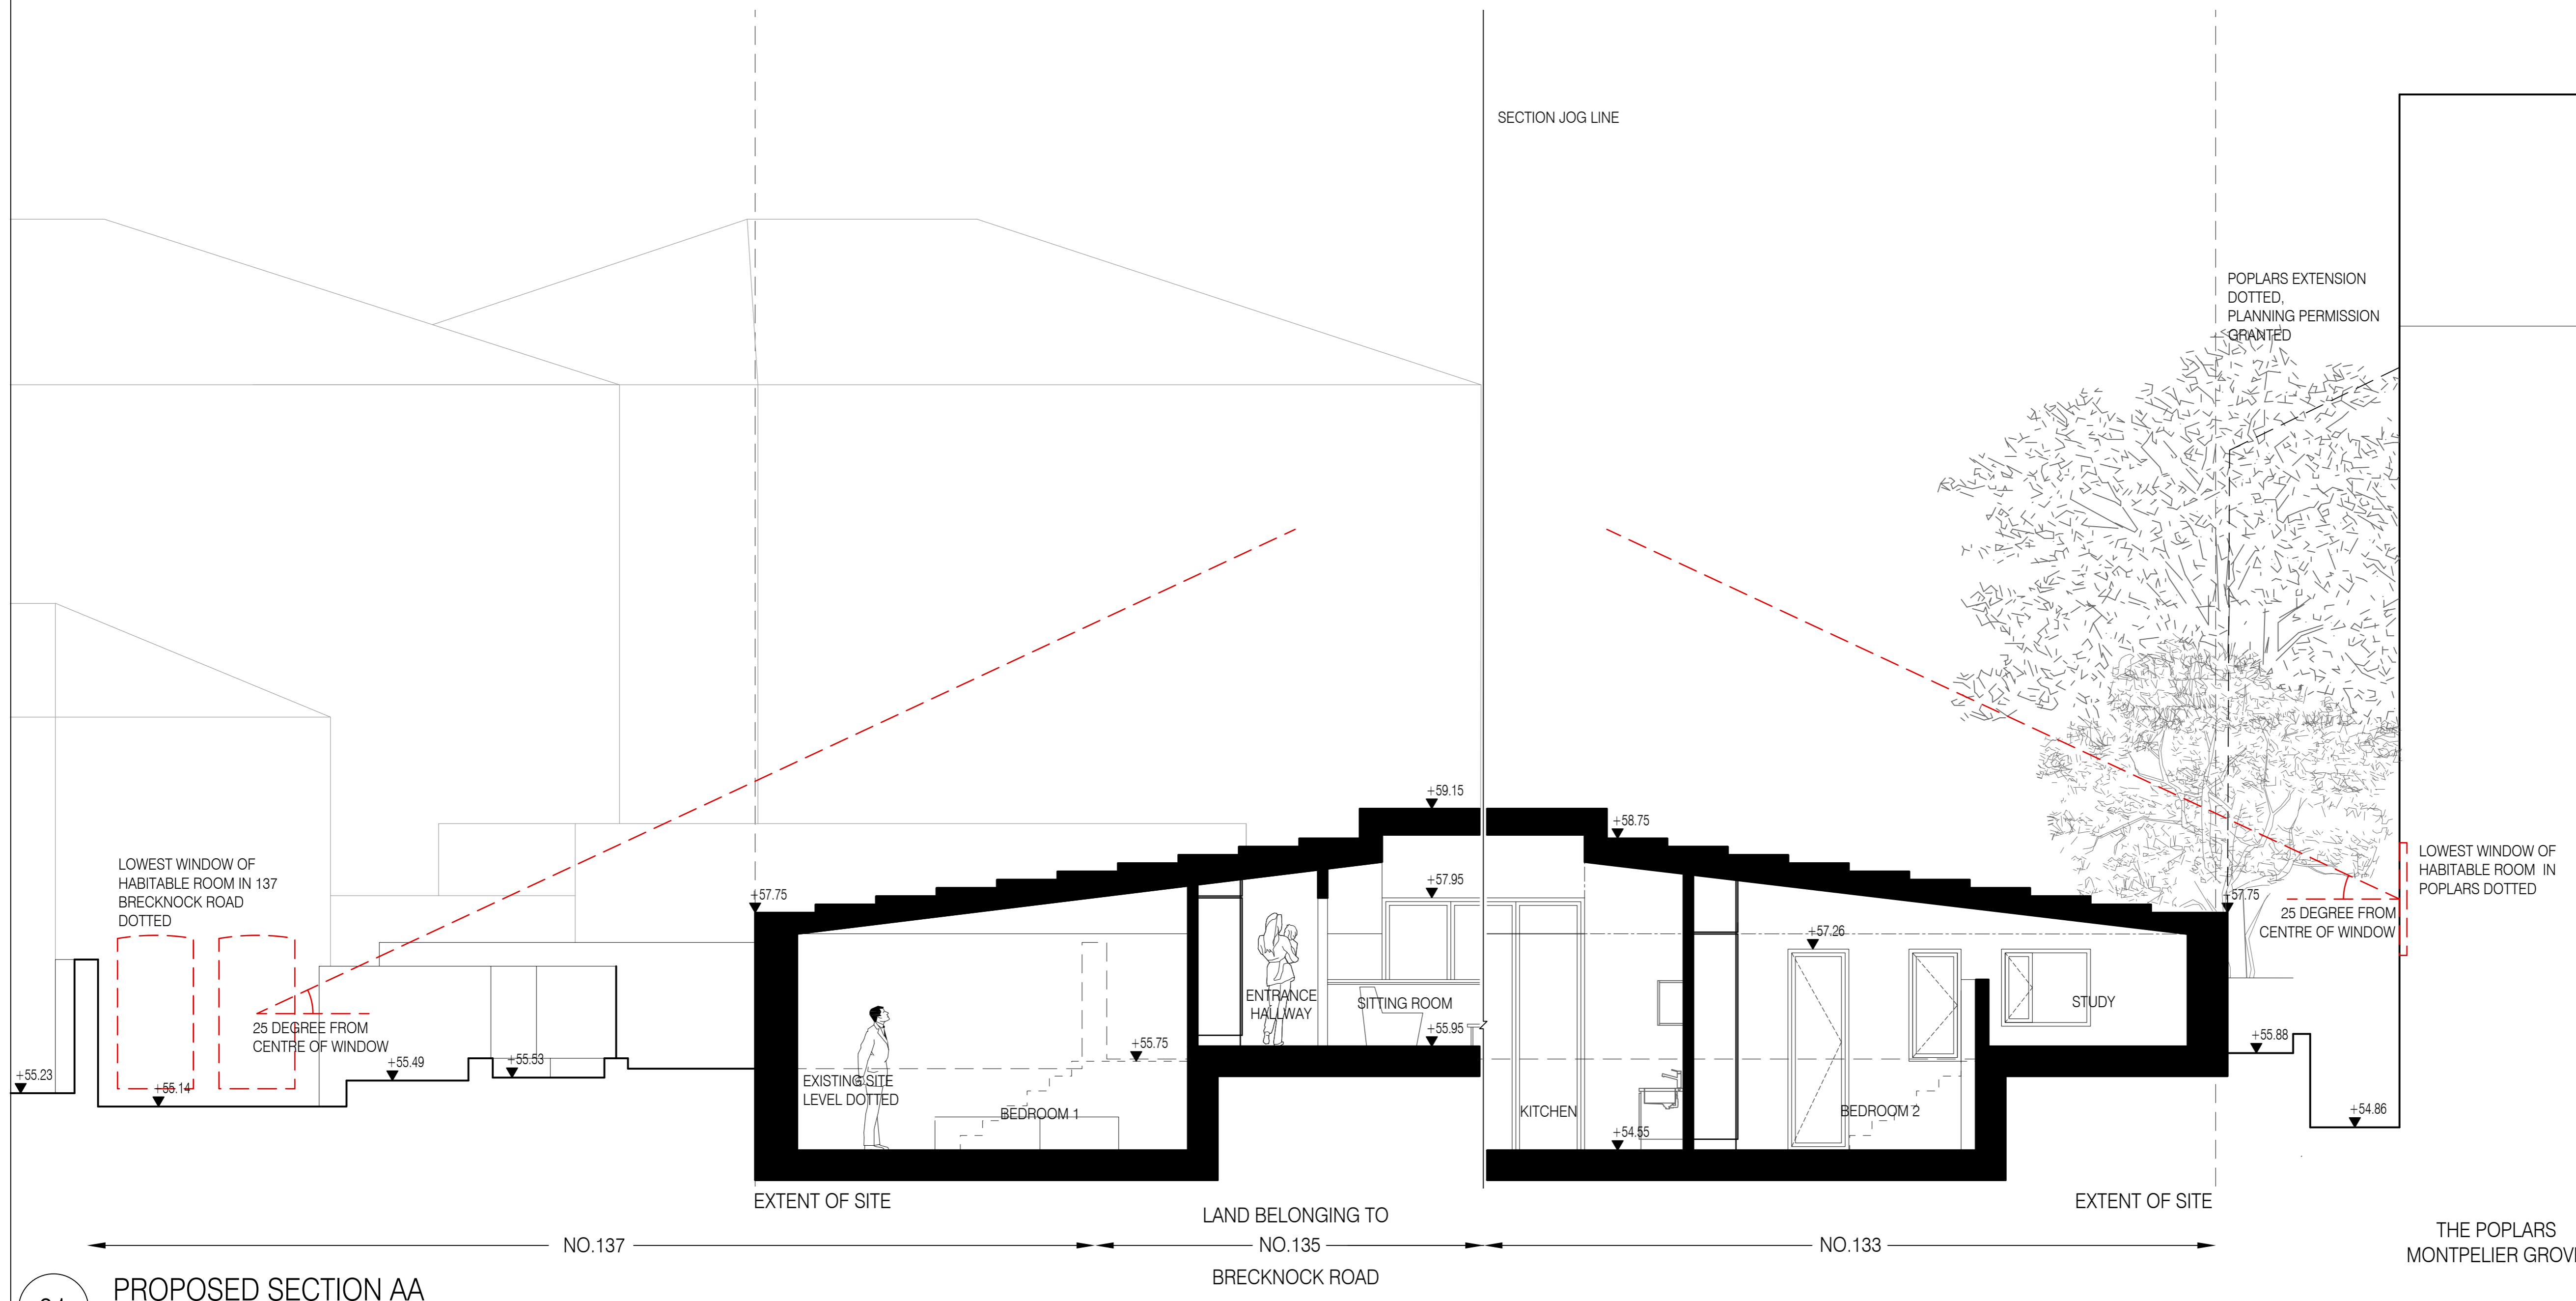 SECTION JOG LINE
POPLARS EXTENSION
DOTTED,
PLANNING PERMISSION
GRANTED
+59.15
+58.75
LOWEST WINDOW OF
HABITABLE ROOM IN 137
BRECKNOCK ROAD
DOTTED
+57.75
+57.95
+57.26
+57.75
LOWEST WINDOW OF
HABITABLE ROOM IN
POPLARS DOTTED
25 DEGREE FROM
CENTRE OF WINDOW
25 DEGREE FROM
CENTRE OF WINDOW
ENTRANCE
HALLWAY
SITTING ROOM
STUDY
+55.23
+55.14
+55.49
+55.53
+55.75
+55.95
+55.88
EXISTING SITE
LEVEL DOTTED
BEDROOM 1
KITCHEN
+54.55
BEDROOM 2
+54.86
EXTENT OF SITE
EXTENT OF SITE
LAND BELONGING TO
NO.137
NO.135
NO.133
BRECKNOCK ROAD
THE POPLARS
MONTPELIER GROVE
PROPOSED SECTION AA